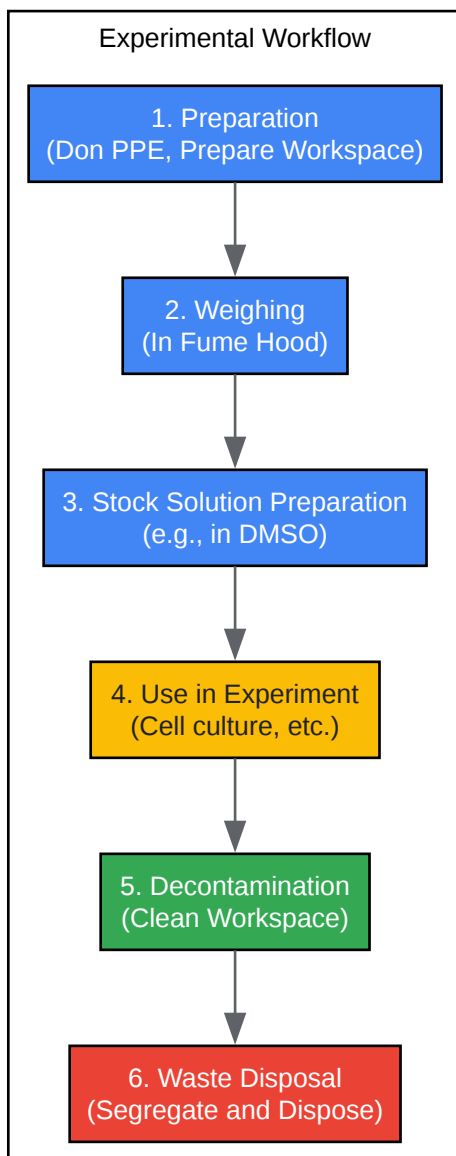 Experimental Workflow
1. Preparation
(Don PPE, Prepare Workspace)
2. Weighing
(In Fume Hood)
3. Stock Solution Preparation
(e.g., in DMSO)
4. Use in Experiment
(Cell culture, etc.)
5. Decontamination
(Clean Workspace)
6. Waste Disposal
(Segregate and Dispose)